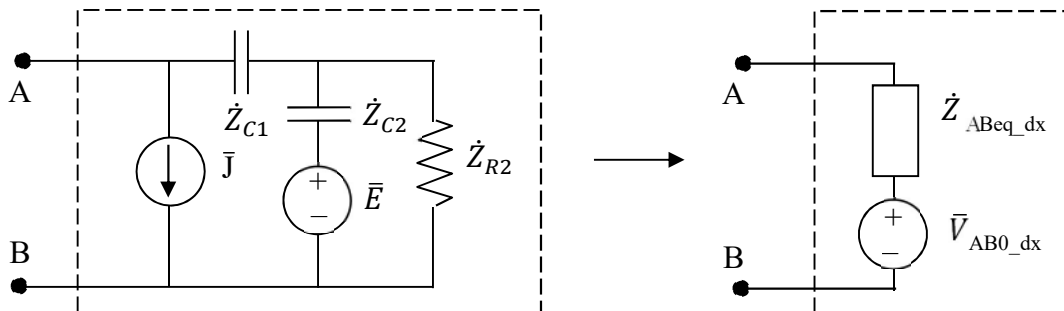 A
Ż_C1
Ż_C2
J̄
+
−
Ē
Ż_R2
B
A
Ż_ABeq_dx
+
−
V̄_AB0_dx
B